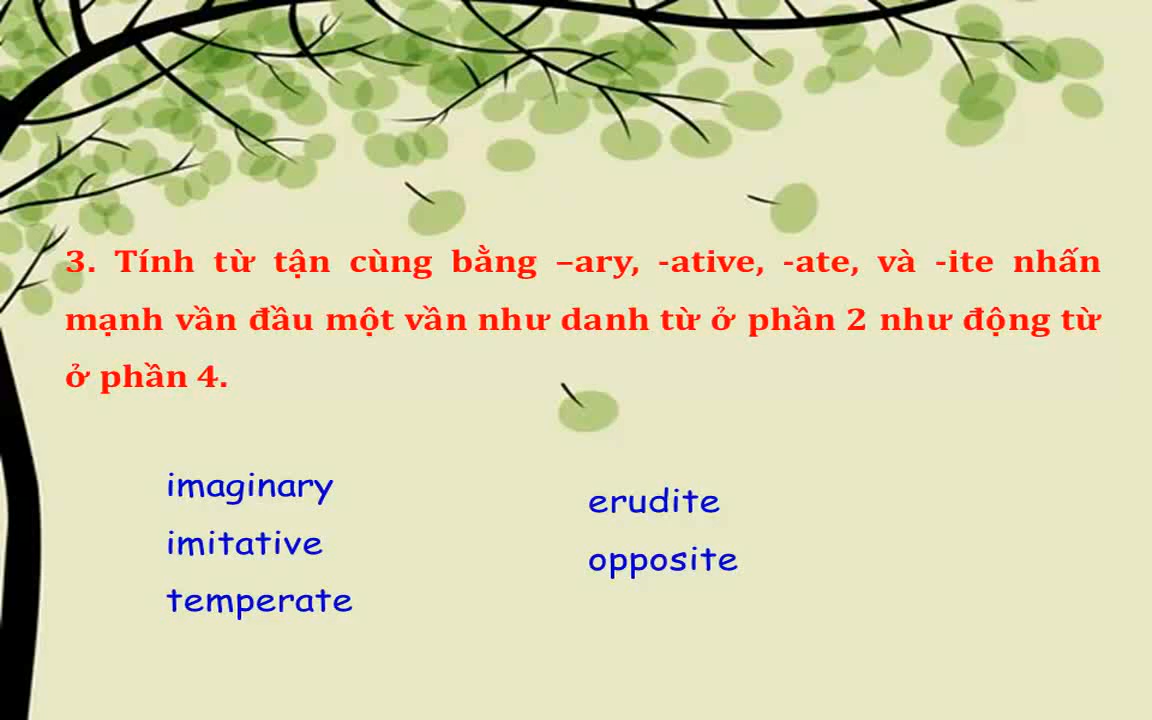 3. Tính từ tận cùng bằng –ary, -ative, -ate, và -ite nhấn
mạnh vần đầu một vần như danh từ ở phần 2 như động từ
ở phần 4.
imaginary
imitative
temperate
erudite
opposite